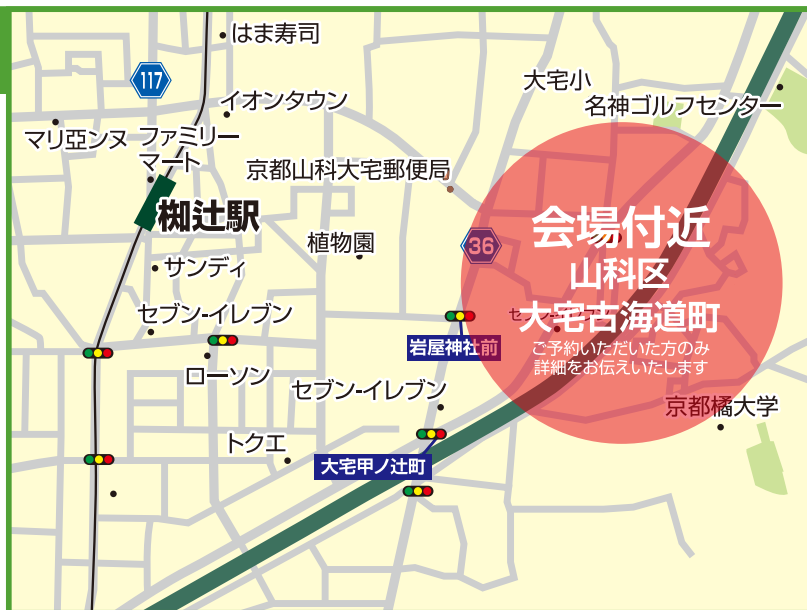 はま寿司
117
大宅小
イオンタウン
名神ゴルフセンター
マリ亞ンヌ
ファミリー
マート
京都山科大宅郵便局
椥辻駅
会場付近
植物園
36
山科区
サンディ
セブン-イレブン
大宅古海道町
岩屋神社前
ご予約いただいた方のみ
詳細をお伝えいたします
ローソン
セブン-イレブン
京都橘大学
トクエ
大宅甲ノ辻町